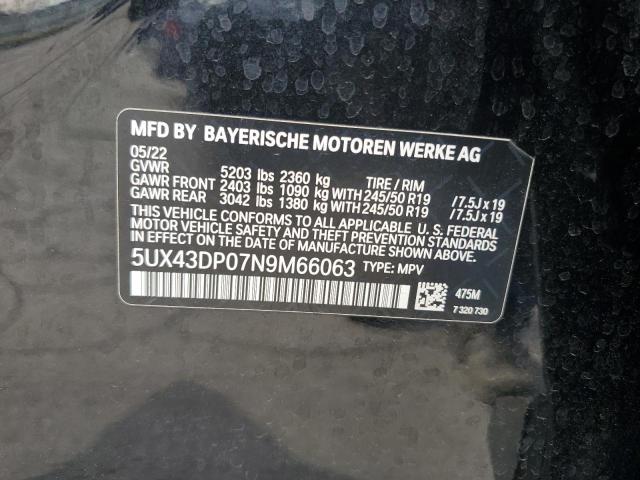 MFD BY BAYERISCHE MOTOREN WERKE AG
05/22
GVWR 5203 lbs 2360 kg TIRE / RIM
GAWR FRONT 2403 lbs 1090 kg WITH 245/50 R19 /7.5J x 19
GAWR REAR 3042 lbs 1380 kg WITH 245/50 R19 /7.5J x 19
THIS VEHICLE CONFORMS TO ALL APPLICABLE U. S. FEDERAL
MOTOR VEHICLE SAFETY AND THEFT PREVENTION STANDARDS
IN EFFECT ON THE DATE OF MANUFACTURE SHOWN ABOVE.
5UX43DP07N9M66063 TYPE: MPV
475M
7 320 730